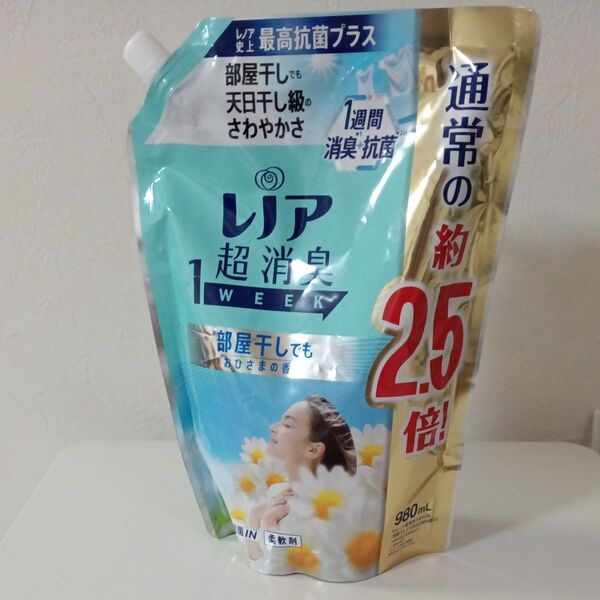 レノア
史上 最高抗菌プラス
部屋干しでも
天日干し級の
さわやかさ
1週間
消臭+抗菌
通常の
約
2.5
倍!
レノア
超消臭
1WEEK
部屋干しでも
おひさまの香
IN 柔軟剤
980mL